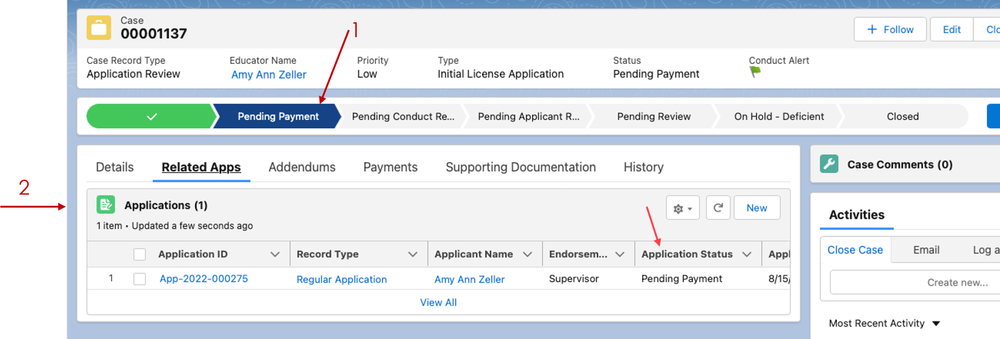 Case
00001137
1
+ Follow
Edit
Clo
Case Record Type
Application Review
Educator Name
Amy Ann Zeller
Priority
Low
Type
Initial License Application
Status
Pending Payment
Conduct Alert
Pending Payment
Pending Conduct Re...
Pending Applicant R...
Pending Review
On Hold - Deficient
Closed
Details
Related Apps
Addendums
Payments
Supporting Documentation
History
2
Applications (1)
1 item • Updated a few seconds ago
New
Application ID
Record Type
Applicant Name
Endorsem...
Application Status
Appl
1
App-2022-000275
Regular Application
Amy Ann Zeller
Supervisor
Pending Payment
8/15/
View All
Case Comments (0)
Activities
Close Case
Email
Log a
Create new...
Most Recent Activity